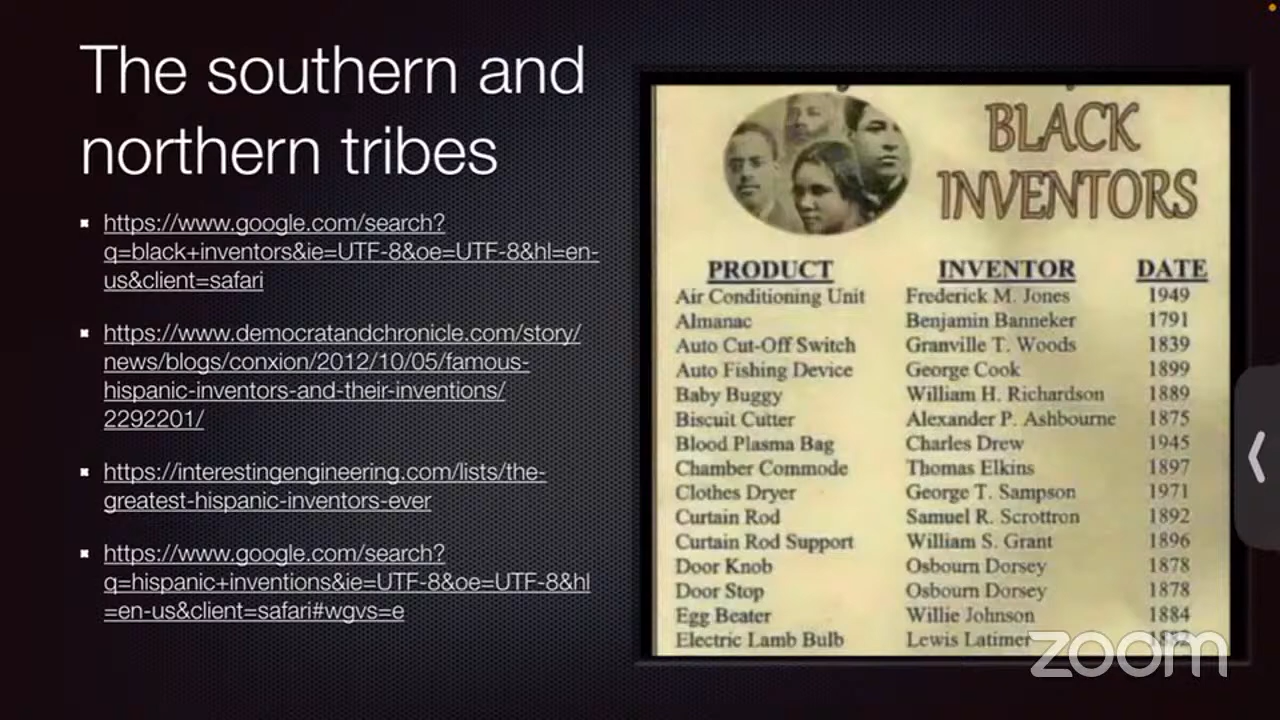 The southern and
northern tribes
https://www.google.com/search?
q=black+inventors&ie=UTF-8&oe=UTF-8&hl=en-
us&client=safari
https://www.democratandchronicle.com/story/
news/blogs/conxion/2012/10/05/famous-
hispanic-inventors-and-their-inventions/
2292201/
https://interestingengineering.com/lists/the-
greatest-hispanic-inventors-ever
https://www.google.com/search?
q=hispanic+inventions&ie=UTF-8&oe=UTF-8&hl
=en-us&client=safari#wgvs=e
BLACK
INVENTORS
PRODUCT INVENTOR DATE
Air Conditioning Unit Frederick M. Jones 1949
Almanac Benjamin Banneker 1791
Auto Cut-Off Switch Granville T. Woods 1839
Auto Fishing Device George Cook 1899
Baby Buggy William H. Richardson 1889
Biscuit Cutter Alexander P. Ashbourne 1875
Blood Plasma Bag Charles Drew 1945
Chamber Commode Thomas Elkins 1897
Clothes Dryer George T. Sampson 1971
Curtain Rod Samuel R. Scrottron 1892
Curtain Rod Support William S. Grant 1896
Door Knob Osbourn Dorsey 1878
Door Stop Osbourn Dorsey 1878
Egg Beater Willie Johnson 1884
Electric Lamb Bulb Lewis Latimer
zoom